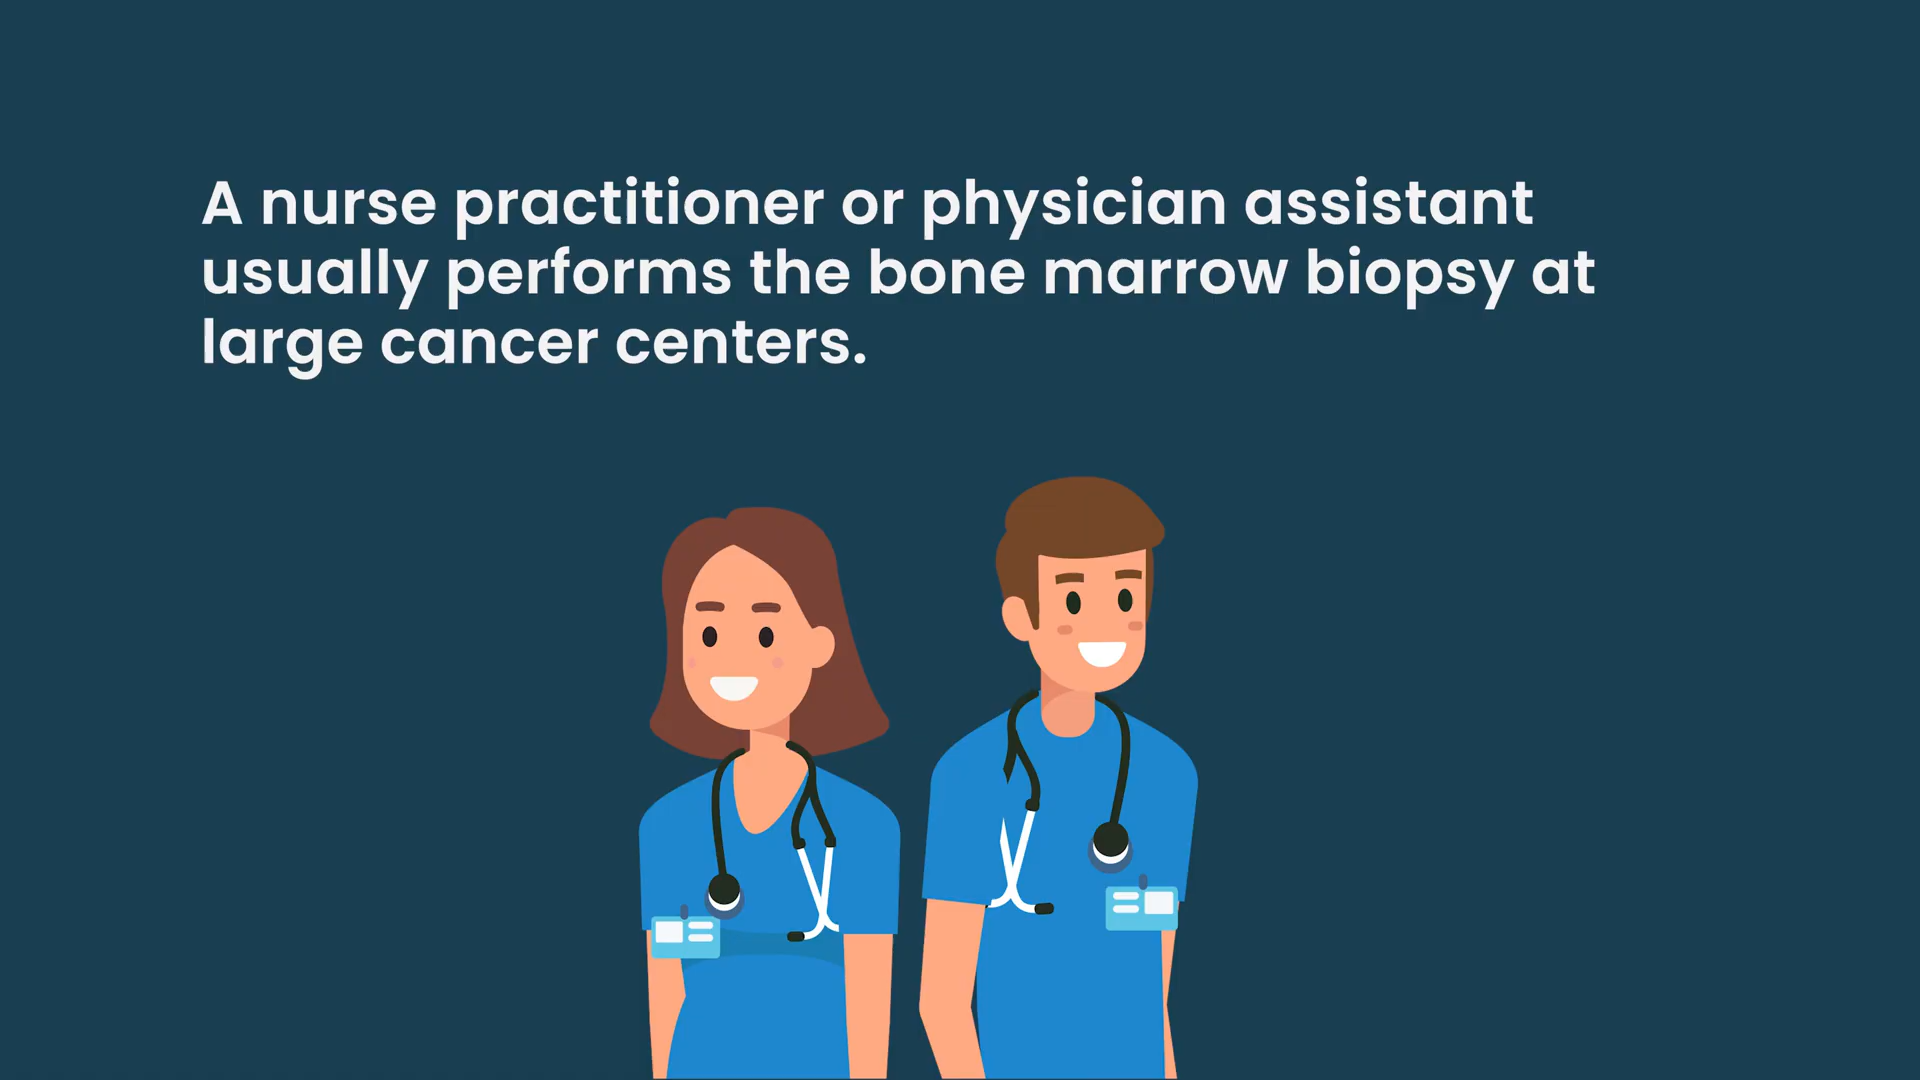 A nurse practitioner or physician assistant
usually performs the bone marrow biopsy at
large cancer centers.